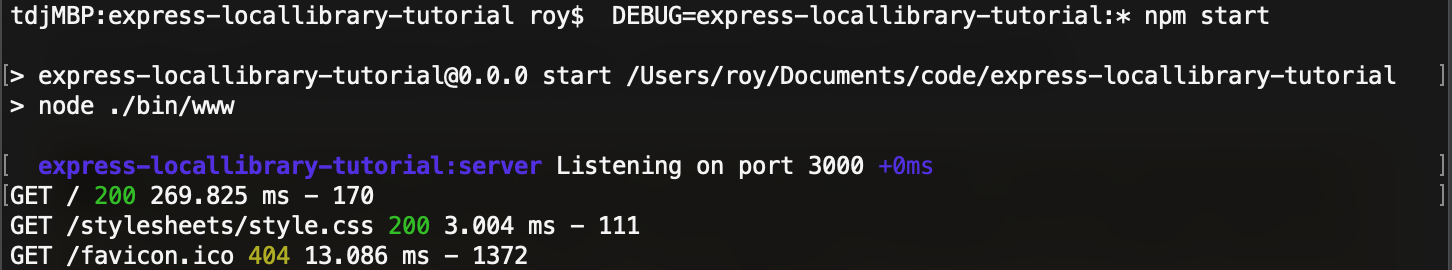 tdjMBP:express-locallibrary-tutorial roy$  DEBUG=express-locallibrary-tutorial:* npm start
[> express-locallibrary-tutorial@0.0.0 start /Users/roy/Documents/code/express-locallibrary-tutorial ]
> node ./bin/www
[  express-locallibrary-tutorial:server Listening on port 3000 +0ms ]
[GET / 200 269.825 ms - 170 ]
GET /stylesheets/style.css 200 3.004 ms - 111
GET /favicon.ico 404 13.086 ms - 1372